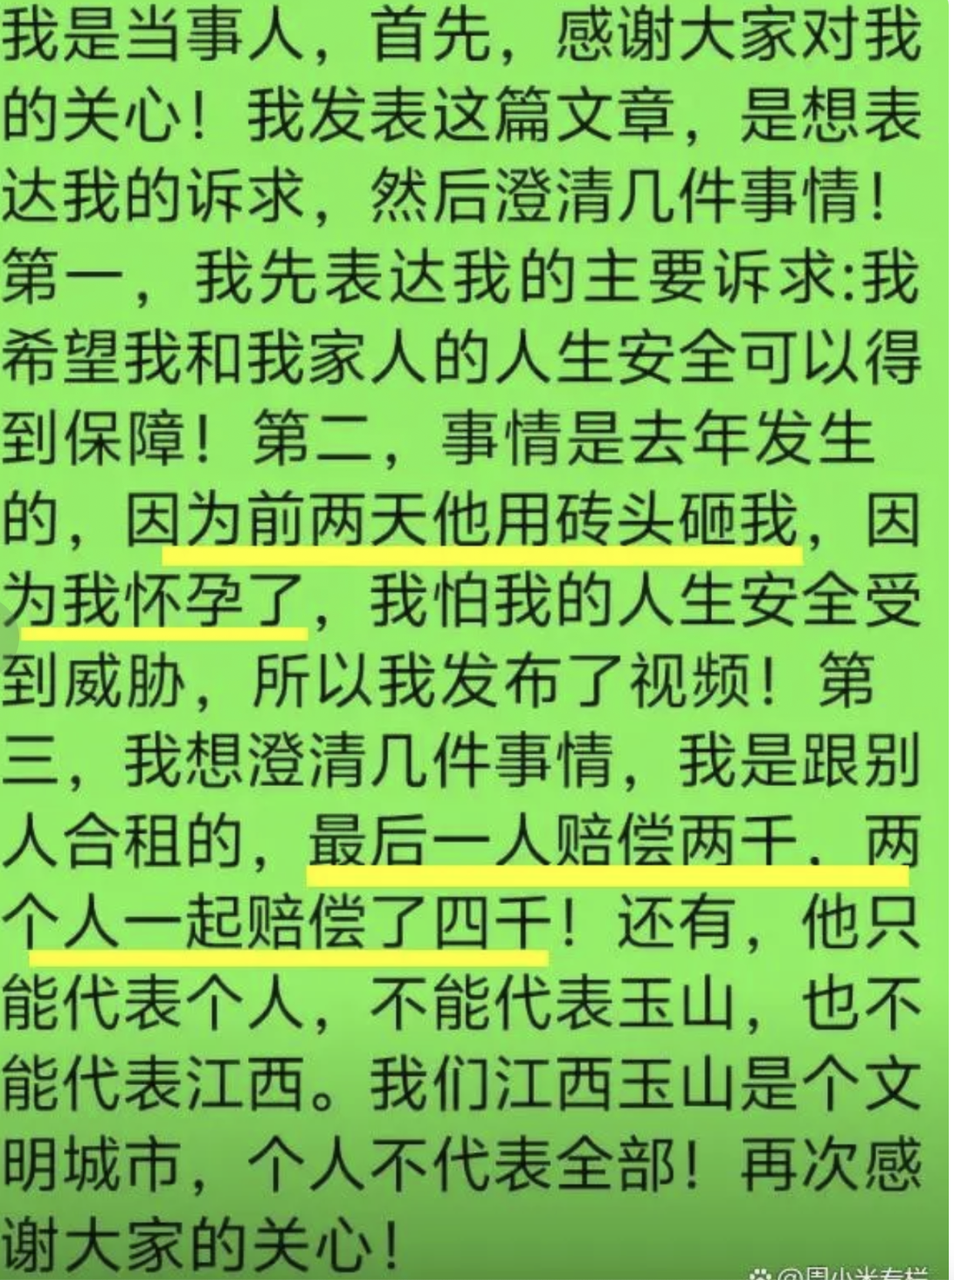 我是当事人，首先，感谢大家对我
的关心！我发表这篇文章，是想表
达我的诉求，然后澄清几件事情！
第一，我先表达我的主要诉求:我
希望我和我家人的人生安全可以得
到保障！第二，事情是去年发生
的，因为前两天他用砖头砸我，因
为我怀孕了，我怕我的人生安全受
到威胁，所以我发布了视频！第
三，我想澄清几件事情，我是跟别
人合租的，最后一人赔偿两千，两
个人一起赔偿了四千！还有，他只
能代表个人，不能代表玉山，也不
能代表江西。我们江西玉山是个文
明城市，个人不代表全部！再次感
谢大家的关心！
@周小米专栏